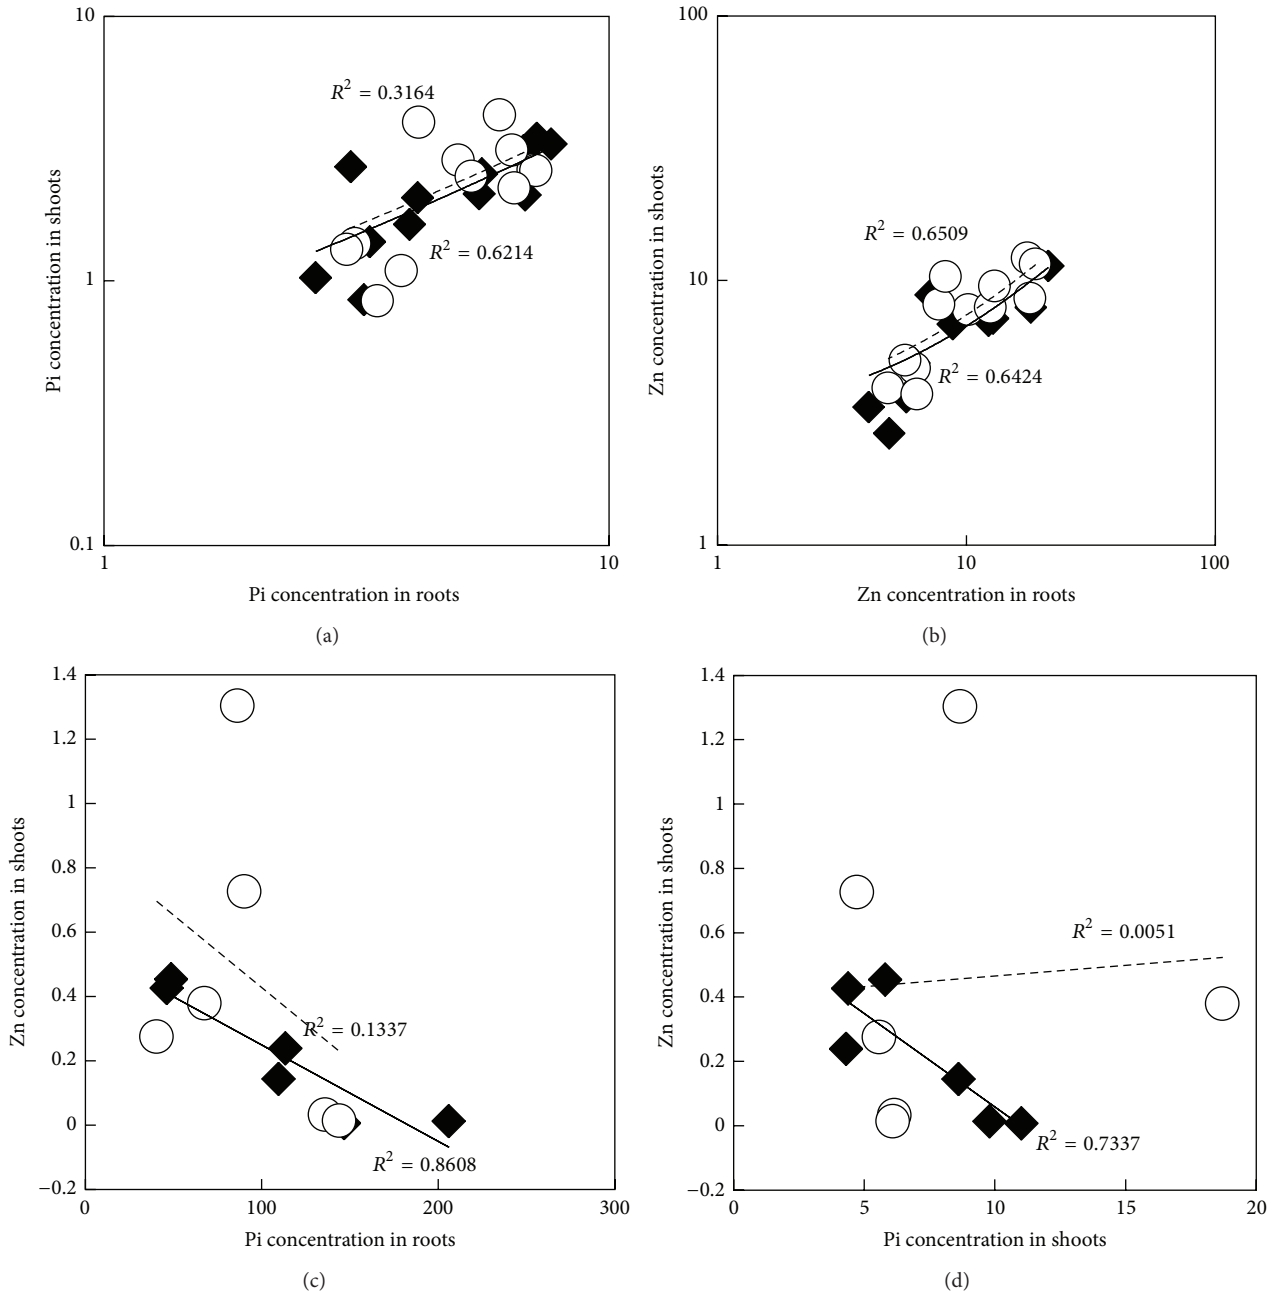 10
1
0.1
Pi concentration in shoots
R² = 0.3164
R² = 0.6214
1
10
Pi concentration in roots
(a)
100
10
1
Zn concentration in shoots
R² = 0.6509
R² = 0.6424
1
10
100
Zn concentration in roots
(b)
1.4
1.2
1
0.8
0.6
0.4
0.2
0
−0.2
Zn concentration in shoots
R² = 0.1337
R² = 0.8608
0
100
200
300
Pi concentration in roots
(c)
1.4
1.2
1
0.8
0.6
0.4
0.2
0
−0.2
Zn concentration in shoots
R² = 0.0051
R² = 0.7337
0
5
10
15
20
Pi concentration in shoots
(d)